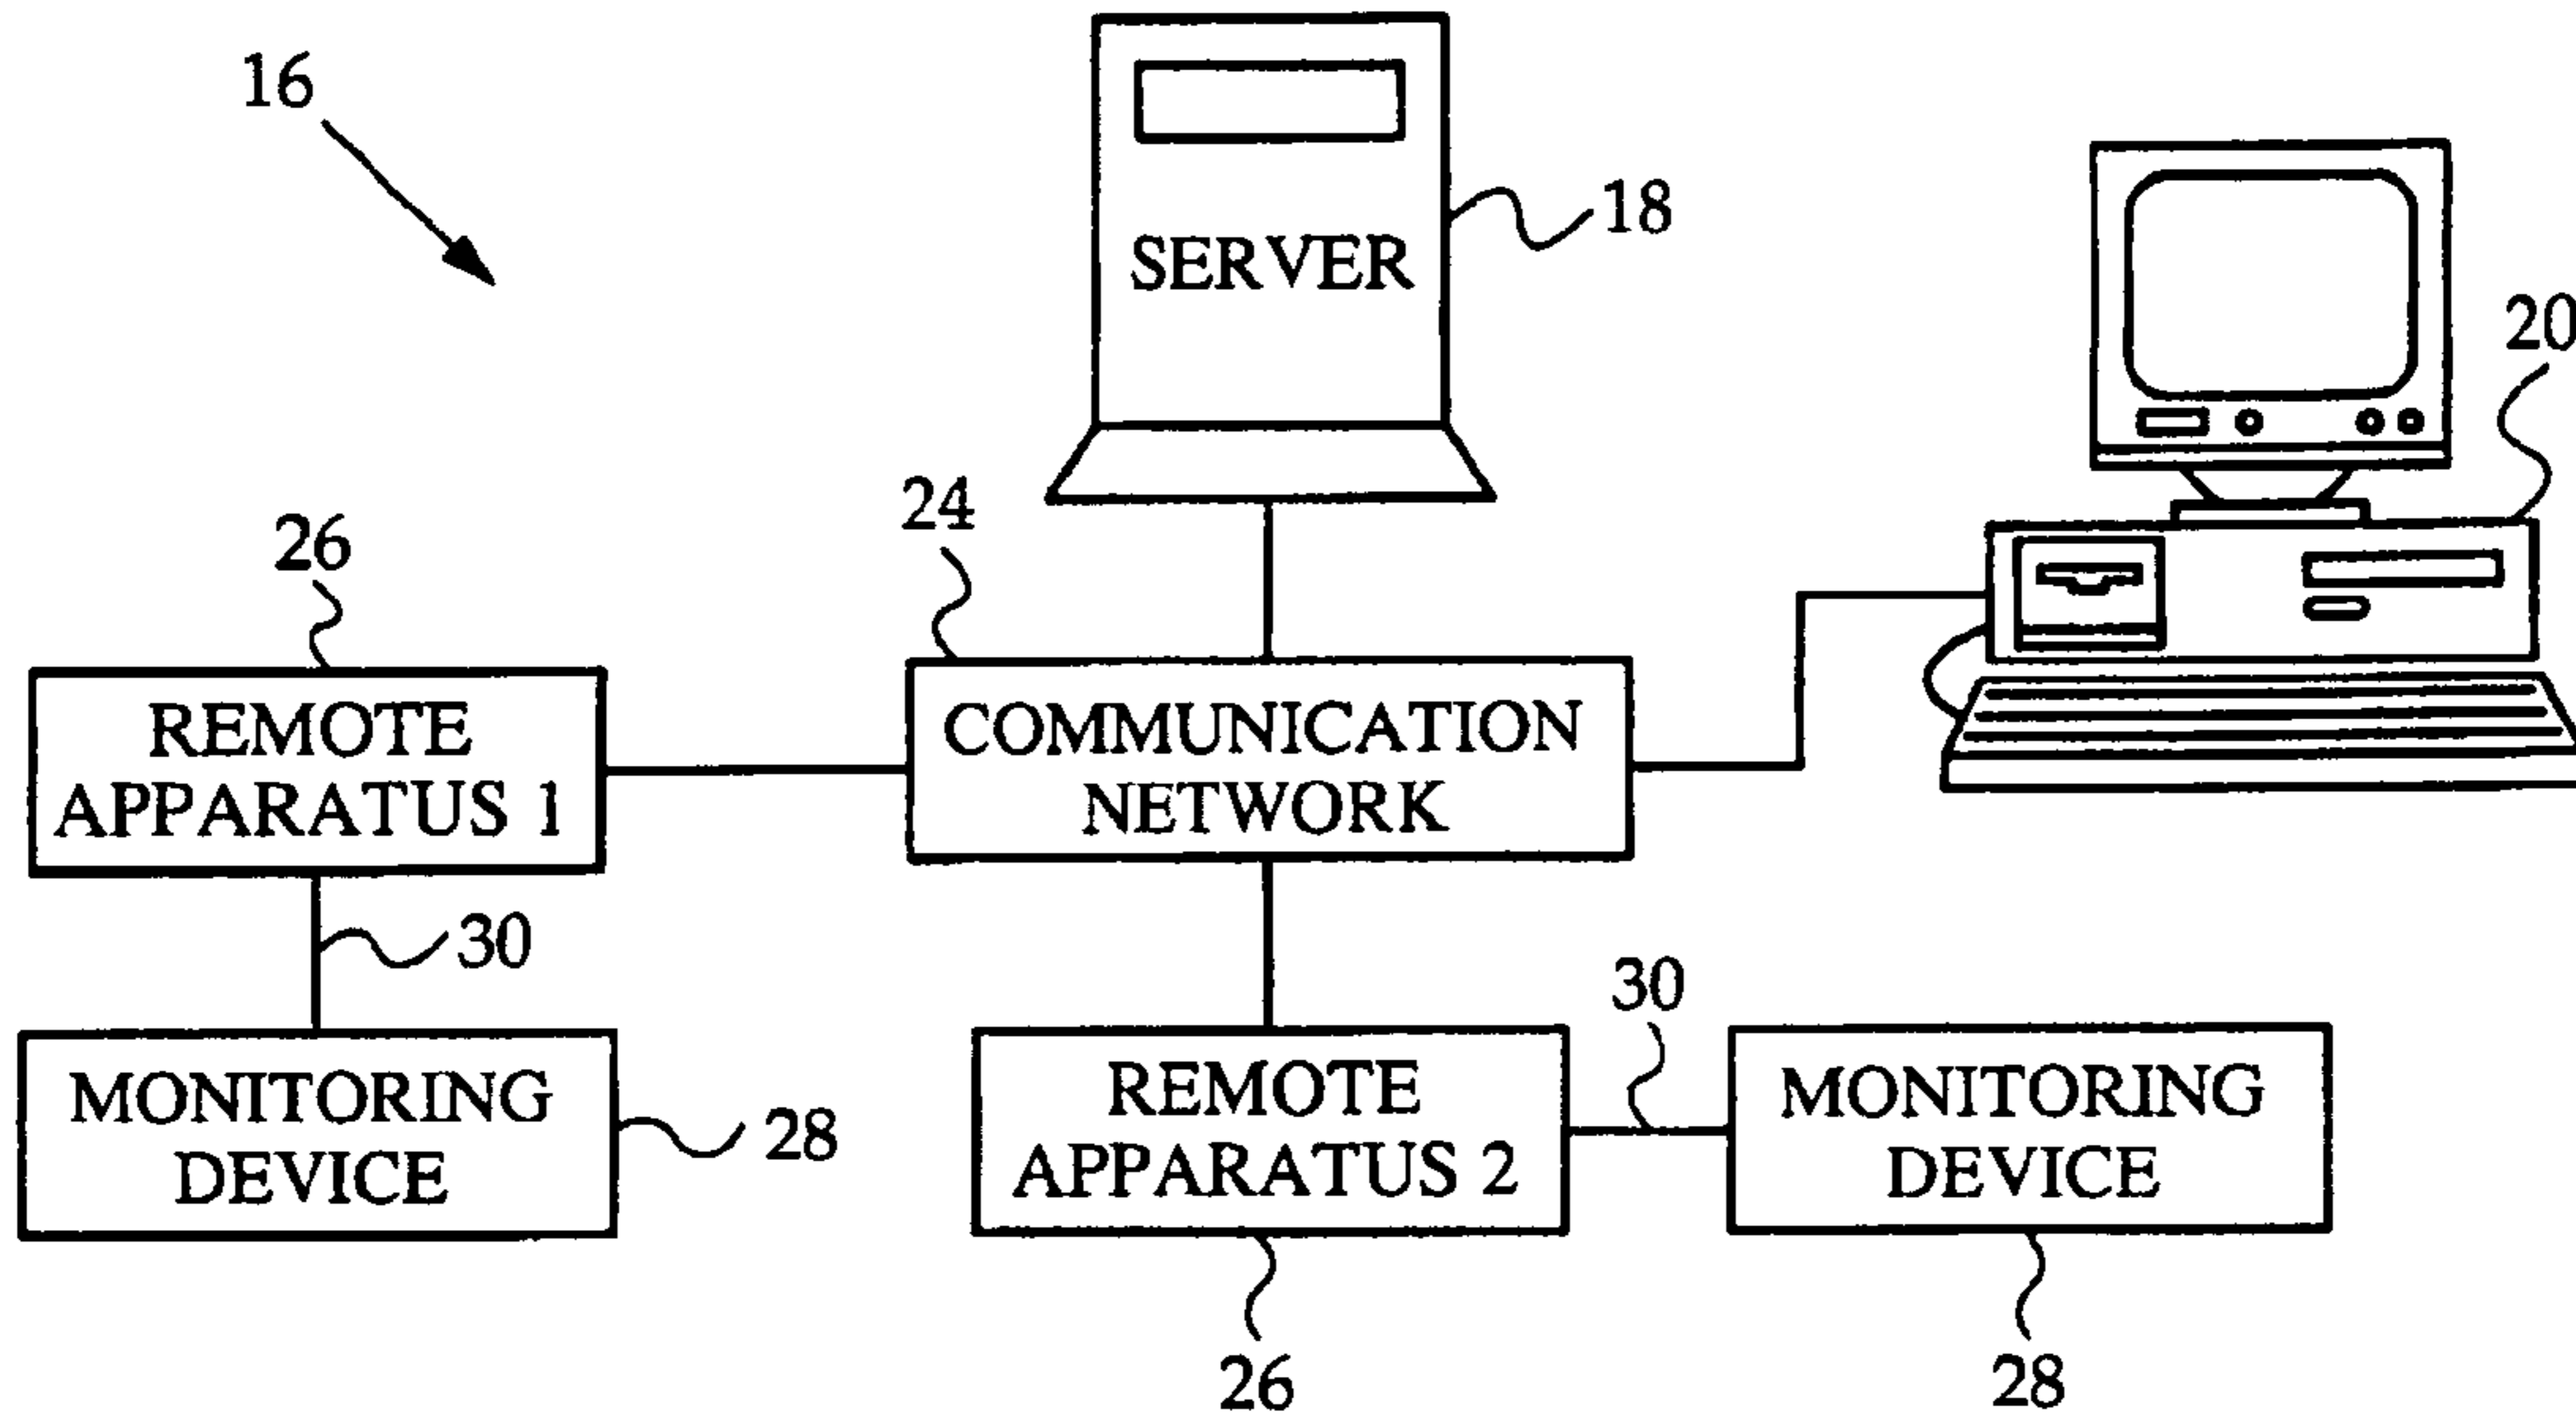 16
SERVER
18
20
24
26
REMOTE
APPARATUS 1
COMMUNICATION
NETWORK
30
MONITORING
DEVICE
28
REMOTE
APPARATUS 2
30
MONITORING
DEVICE
26
28